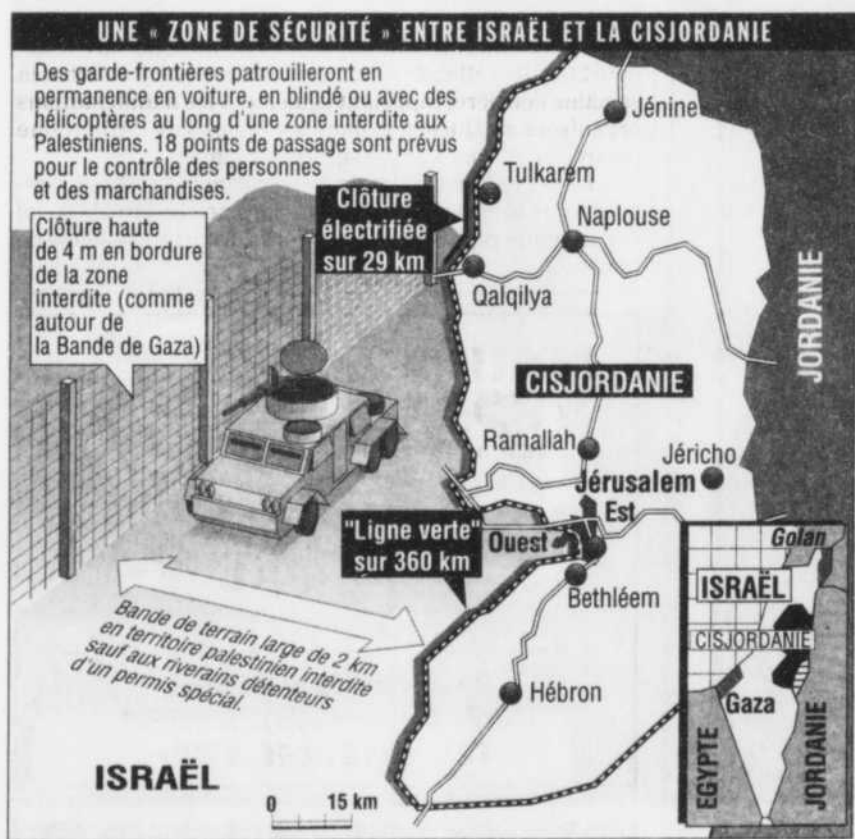 UNE « ZONE DE SÉCURITÉ » ENTRE ISRAËL ET LA CISJORDANIE
Des garde-frontières patrouilleront en
permanence en voiture, en blindé ou avec des
hélicoptères au long d'une zone interdite aux
Palestiniens. 18 points de passage sont prévus
pour le contrôle des personnes
et des marchandises.
Clôture haute
de 4 m en bordure
de la zone
interdite (comme
autour de
la Bande de Gaza)
Clôture
électrifiée
sur 29 km
Jénine
Tulkarem
Naplouse
Qalqilya
CISJORDANIE
JORDANIE
Ramallah
Jéricho
Jérusalem
Est
Ouest
"Ligne verte"
sur 360 km
Bethléem
Hébron
Bande de terrain large de 2 km
en territoire palestinien interdite
sauf aux riverains détenteurs
d'un permis spécial.
ISRAËL
0 15 km
Golan
ISRAËL
CISJORDANIE
Gaza
EGYPTE
JORDANIE